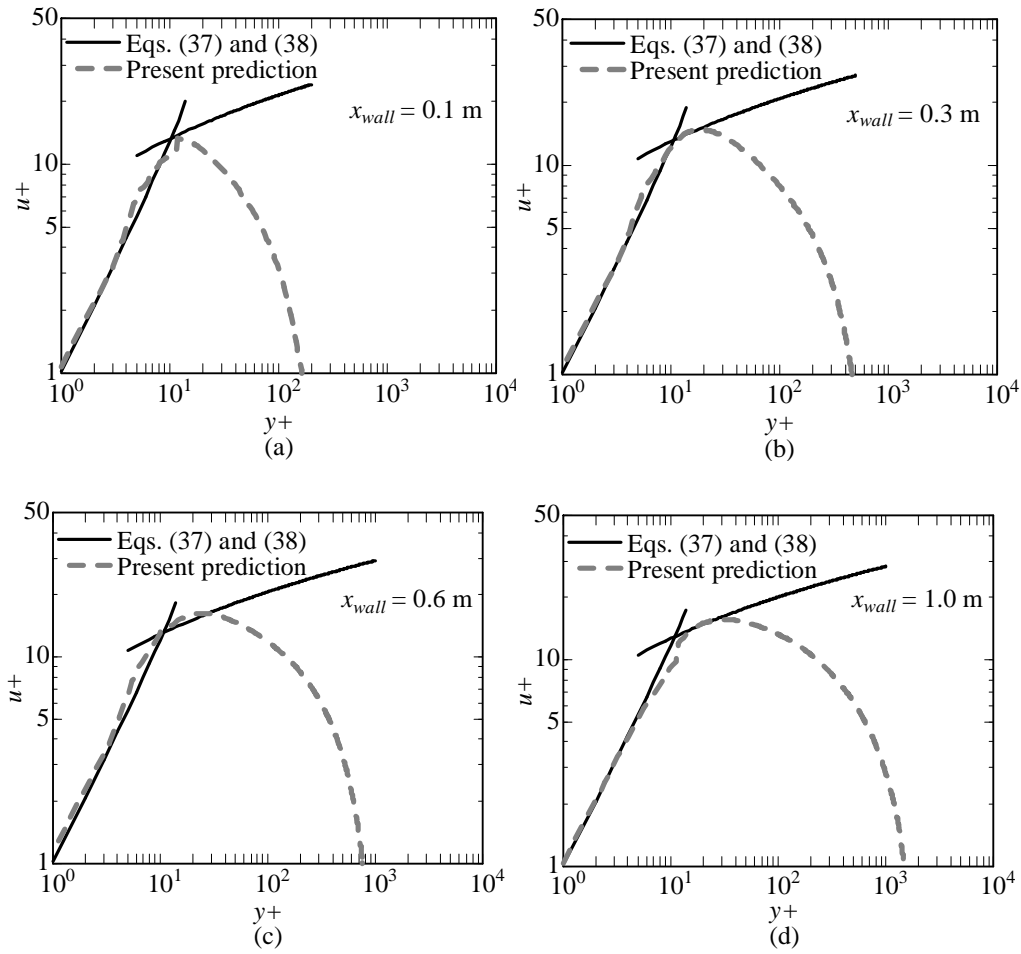 50
Eqs. (37) and (38)
Present prediction
x_wall = 0.1 m
10
u+
5
1
10^0 10^1 10^2 10^3 10^4
y+
(a)
50
Eqs. (37) and (38)
Present prediction
x_wall = 0.3 m
10
u+
5
1
10^0 10^1 10^2 10^3 10^4
y+
(b)
50
Eqs. (37) and (38)
Present prediction
x_wall = 0.6 m
10
u+
5
1
10^0 10^1 10^2 10^3 10^4
y+
(c)
50
Eqs. (37) and (38)
Present prediction
x_wall = 1.0 m
10
u+
5
1
10^0 10^1 10^2 10^3 10^4
y+
(d)